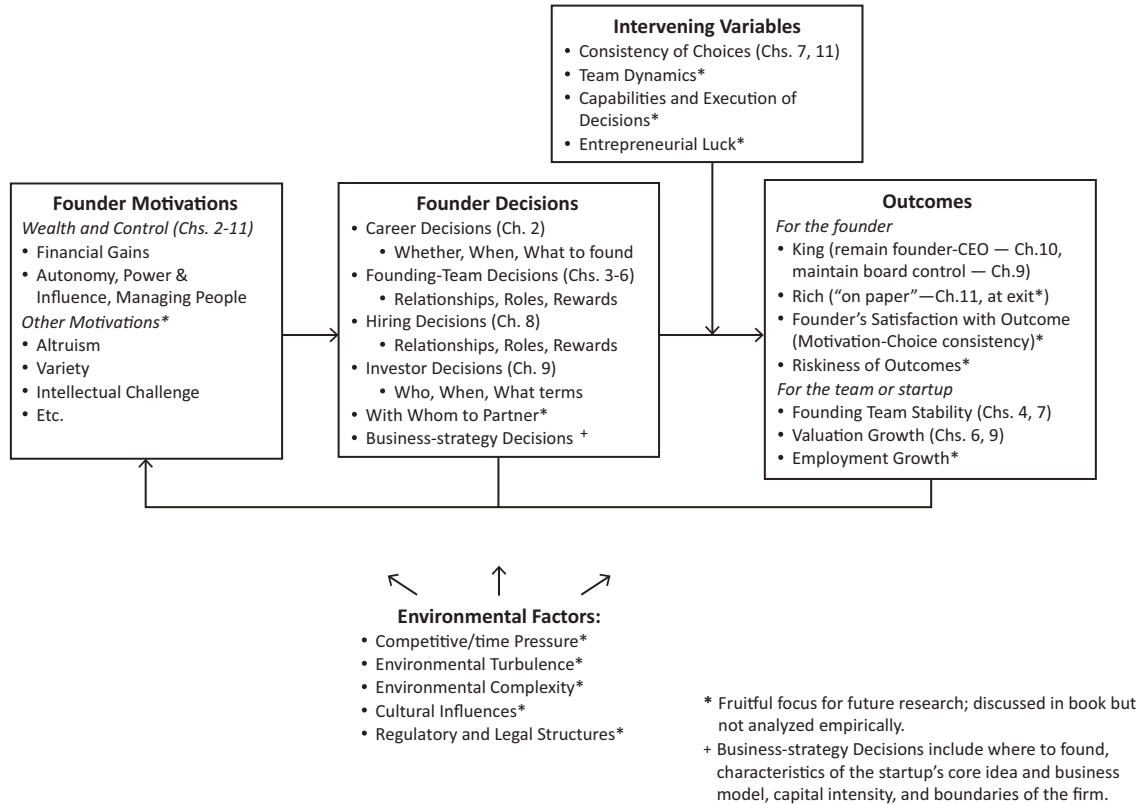 Intervening Variables
• Consistency of Choices (Chs. 7, 11)
• Team Dynamics*
• Capabilities and Execution of
Decisions*
• Entrepreneurial Luck*
Founder Motivations
Wealth and Control (Chs. 2-11)
• Financial Gains
• Autonomy, Power &
Influence, Managing People
Other Motivations*
• Altruism
• Variety
• Intellectual Challenge
• Etc.
Founder Decisions
• Career Decisions (Ch. 2)
• Whether, When, What to found
• Founding-Team Decisions (Chs. 3-6)
• Relationships, Roles, Rewards
• Hiring Decisions (Ch. 8)
• Relationships, Roles, Rewards
• Investor Decisions (Ch. 9)
• Who, When, What terms
• With Whom to Partner*
• Business-strategy Decisions +
Outcomes
For the founder
• King (remain founder-CEO — Ch.10,
maintain board control — Ch.9)
• Rich (“on paper”—Ch.11, at exit*)
• Founder’s Satisfaction with Outcome
(Motivation-Choice consistency)*
• Riskiness of Outcomes*
For the team or startup
• Founding Team Stability (Chs. 4, 7)
• Valuation Growth (Chs. 6, 9)
• Employment Growth*
Environmental Factors:
• Competitive/time Pressure*
• Environmental Turbulence*
• Environmental Complexity*
• Cultural Influences*
• Regulatory and Legal Structures*
* Fruitful focus for future research; discussed in book but
not analyzed empirically.
+ Business-strategy Decisions include where to found,
characteristics of the startup’s core idea and business
model, capital intensity, and boundaries of the firm.